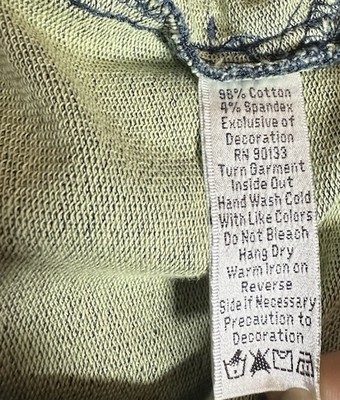 98% Cotton
4% Spandex
Exclusive of
Decoration
RN 90133
Turn Garment
Inside Out
Hand Wash Cold
With Like Colors
Do Not Bleach
Hang Dry
Warm Iron on
Reverse
Side if Necessary
Precaution to
Decoration